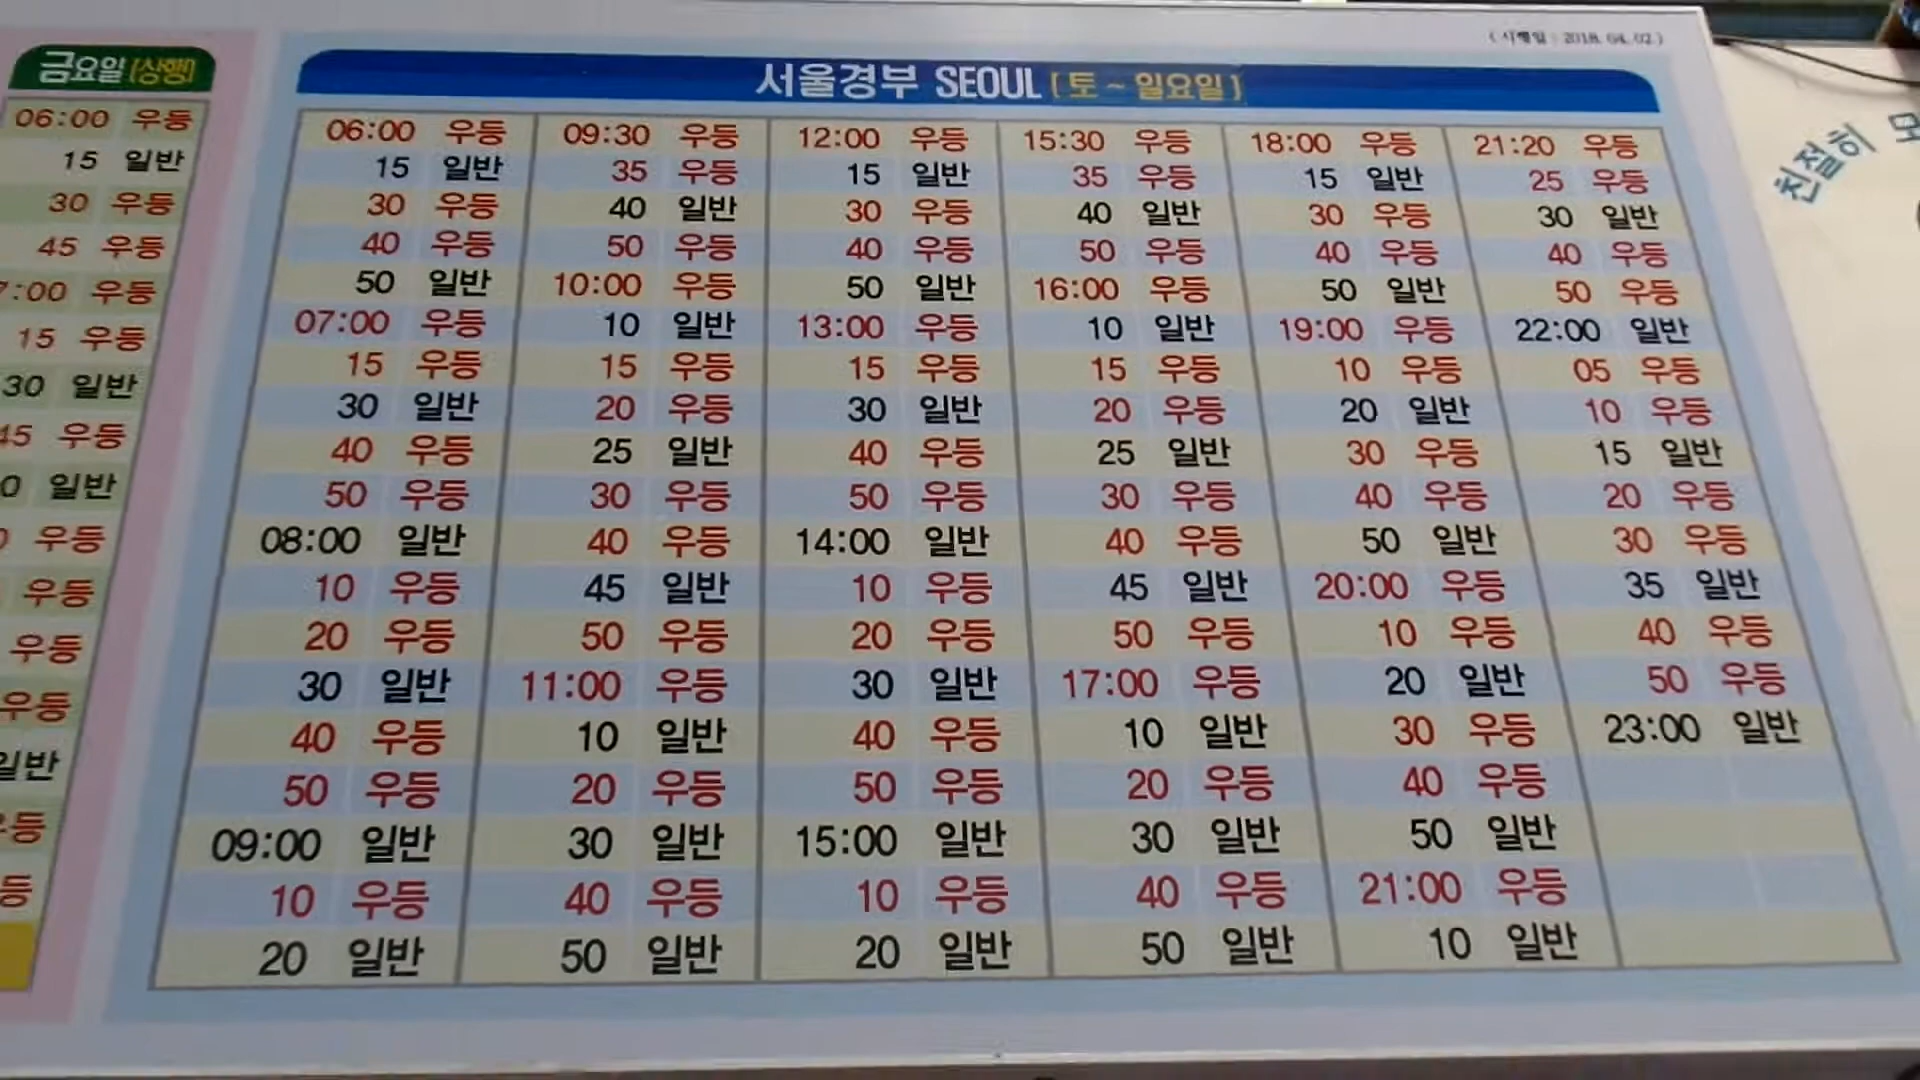 (시행일 : 2018. 04. 02.)
금요일 [상행]
06:00 우등
15 일반
30 우등
45 우등
7:00 우등
15 우등
30 일반
45 우등
0 일반
우등
우등
우등
우등
일반
서울경부 SEOUL [토~일요일]
06:00 우등 09:30 우등 12:00 우등 15:30 우등 18:00 우등 21:20 우등
15 일반 35 우등 15 일반 35 우등 15 일반 25 우등
30 우등 40 일반 30 우등 40 일반 30 우등 30 일반
40 우등 50 우등 40 우등 50 우등 40 우등 40 우등
50 일반 10:00 우등 50 일반 16:00 우등 50 일반 50 우등
07:00 우등 10 일반 13:00 우등 10 일반 19:00 우등 22:00 일반
15 우등 15 우등 15 우등 15 우등 10 우등 05 우등
30 일반 20 우등 30 일반 20 우등 20 일반 10 우등
40 우등 25 일반 40 우등 25 일반 30 우등 15 일반
50 우등 30 우등 50 우등 30 우등 40 우등 20 우등
08:00 일반 40 우등 14:00 일반 40 우등 50 일반 30 우등
10 우등 45 일반 10 우등 45 일반 20:00 우등 35 일반
20 우등 50 우등 20 우등 50 우등 10 우등 40 우등
30 일반 11:00 우등 30 일반 17:00 우등 20 일반 50 우등
40 우등 10 일반 40 우등 10 일반 30 우등 23:00 일반
50 우등 20 우등 50 우등 20 우등 40 우등
09:00 일반 30 일반 15:00 일반 30 일반 50 일반
10 우등 40 우등 10 우등 40 우등 21:00 우등
20 일반 50 일반 20 일반 50 일반 10 일반
친절히 모